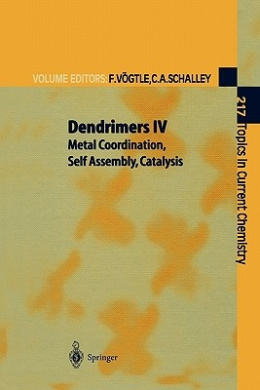 VOLUME EDITORS: F. VÖGTLE, C. A. SCHALLEY
217 Topics in Current Chemistry
Dendrimers IV
Metal Coordination,
Self Assembly, Catalysis
Springer